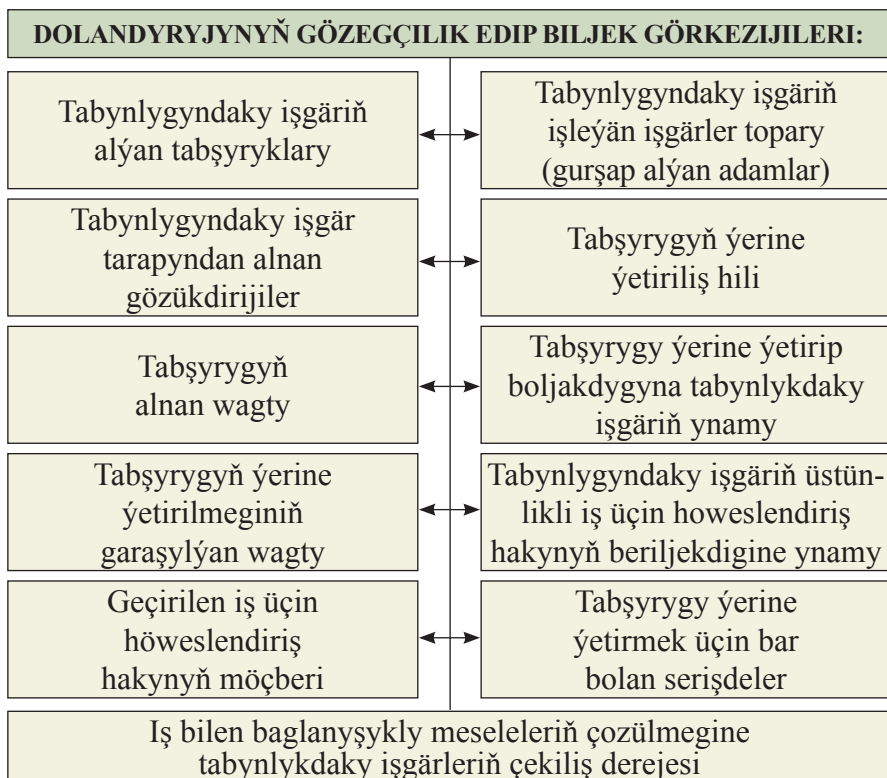 DOLANDYRYJYNYŇ GÖZEGÇILIK EDIP BILJEK GÖRKEZIJILERI:
Tabynlygyndaky işgäriň
alýan tabşyryklary
Tabynlygyndaky işgäriň
işleýän işgärler topary
(gurşap alýan adamlar)
Tabynlygyndaky işgär
tarapyndan alnan
gözükdirijiler
Tabşyrygyň ýerine
ýetiriliş hili
Tabşyrygyň
alnan wagty
Tabşyrygy ýerine ýetirip
boljakdygyna tabynlykdaky
işgäriň ynamy
Tabşyrygyň ýerine
ýetirilmeginiň
garaşylýan wagty
Tabynlygyndaky işgäriň üstün-
likli iş üçin howeslendiriş
hakynyň beriljekdigine ynamy
Geçirilen iş üçin
höweslendiriş
hakynyň möçberi
Tabşyrygy ýerine
ýetirmek üçin bar
bolan serişdeler
Iş bilen baglanyşykly meseleleriň çozülmegine
tabynlykdaky işgärleriň çekiliş derejesi